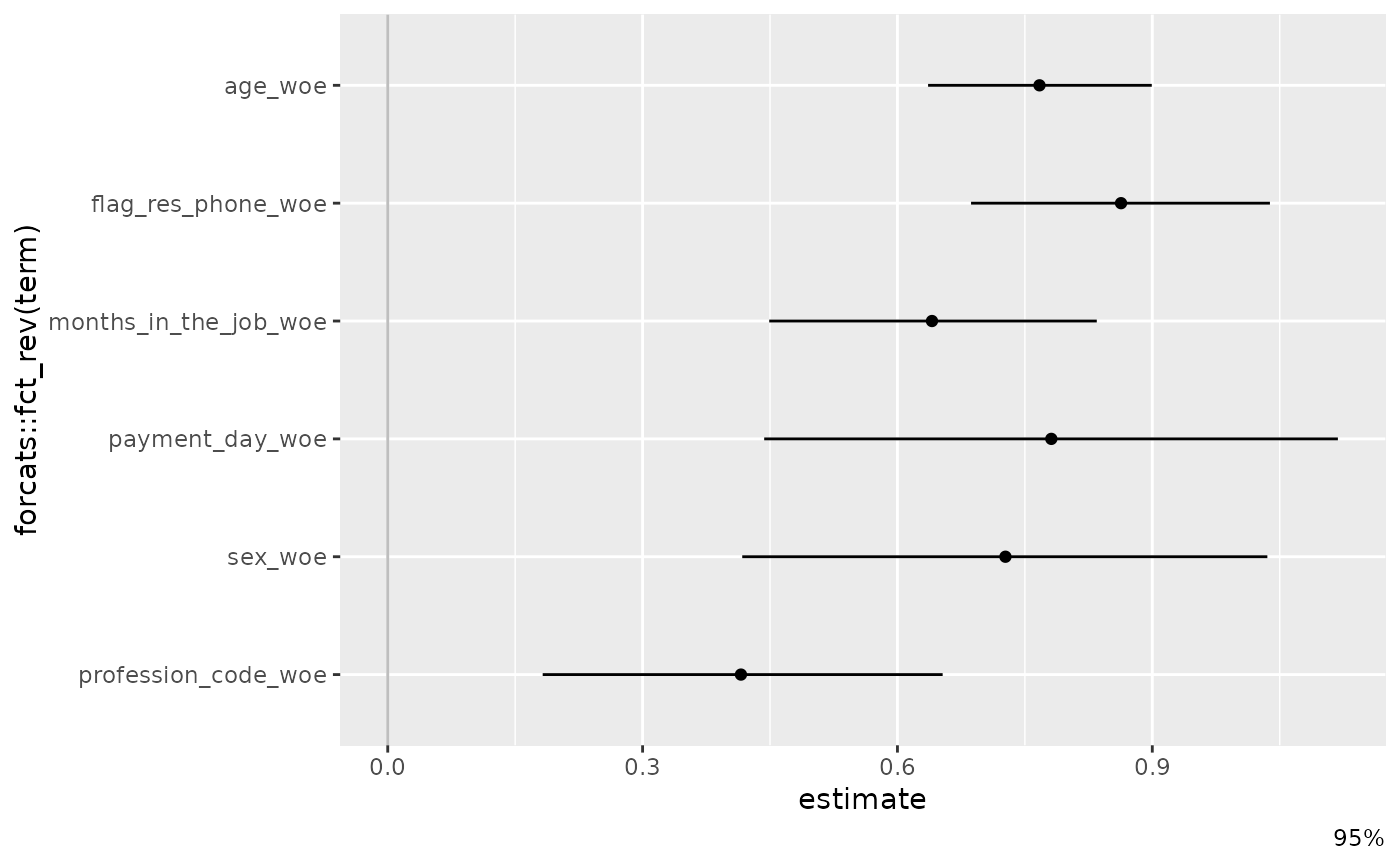 age_woe
flag_res_phone_woe
months_in_the_job_woe
payment_day_woe
sex_woe
profession_code_woe
forcats::fct_rev(term)
0.0 0.3 0.6 0.9
estimate
95%